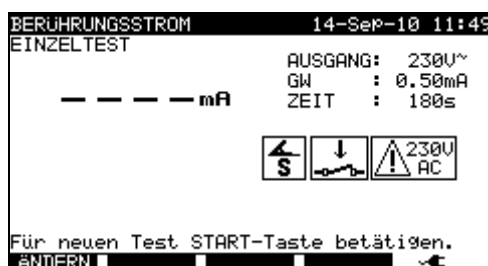 BERÜHRUNGSSTROM 14-Sep-10 11:49
EINZELTEST
AUSGANG: 230V~
GW : 0.50mA
– – – – mA
ZEIT : 180s
S
230V
AC
Für neuen Test START-Taste betätigen.
ÄNDERN